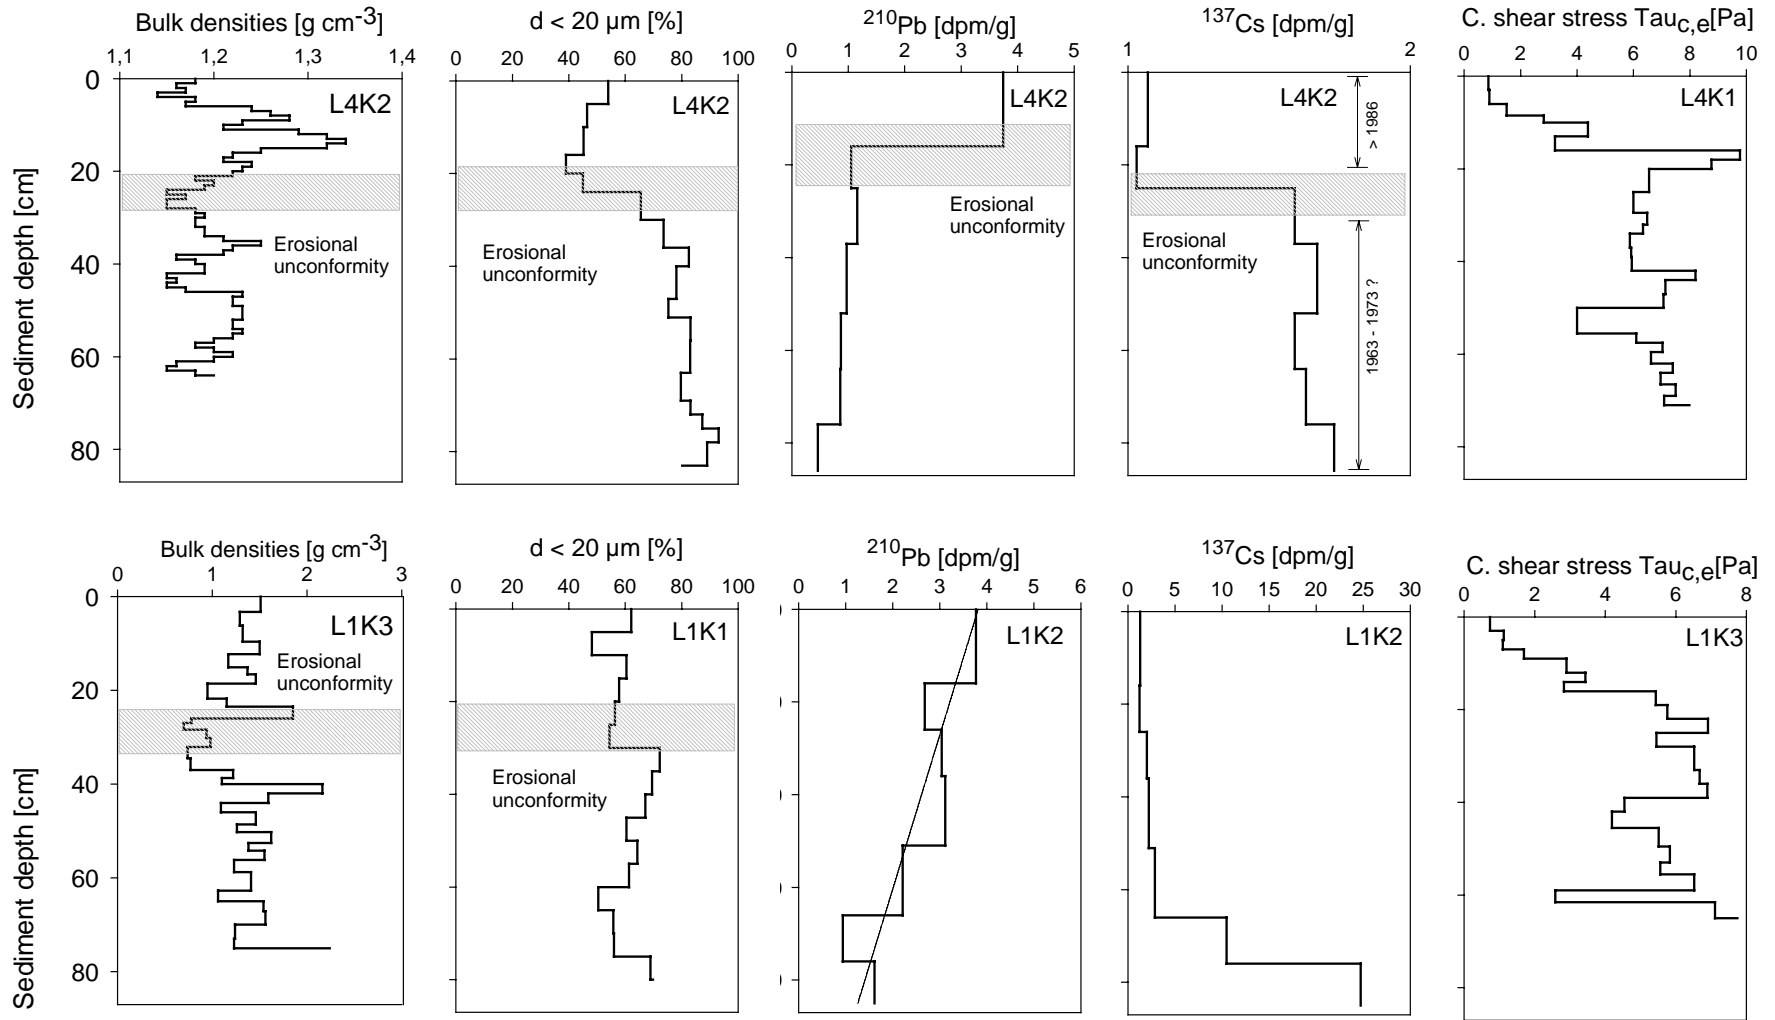 Bulk densities [g cm-3]
1,1 1,2 1,3 1,4
d < 20 µm [%]
0 20 40 60 80 100
210Pb [dpm/g]
0 1 2 3 4 5
137Cs [dpm/g]
1 2
C. shear stress Tauc,e[Pa]
0 2 4 6 8 10
Sediment depth [cm]
0
20
40
60
80
L4K2
Erosional
unconformity
L4K2
Erosional
unconformity
L4K2
Erosional
unconformity
L4K2
Erosional
unconformity
> 1986
1963 - 1973 ?
L4K1
Bulk densities [g cm-3]
0 1 2 3
d < 20 µm [%]
0 20 40 60 80 100
210Pb [dpm/g]
0 1 2 3 4 5 6
137Cs [dpm/g]
0 5 10 15 20 25 30
C. shear stress Tauc,e[Pa]
0 2 4 6 8
Sediment depth [cm]
0
20
40
60
80
L1K3
Erosional
unconformity
L1K1
Erosional
unconformity
L1K2
L1K2
L1K3